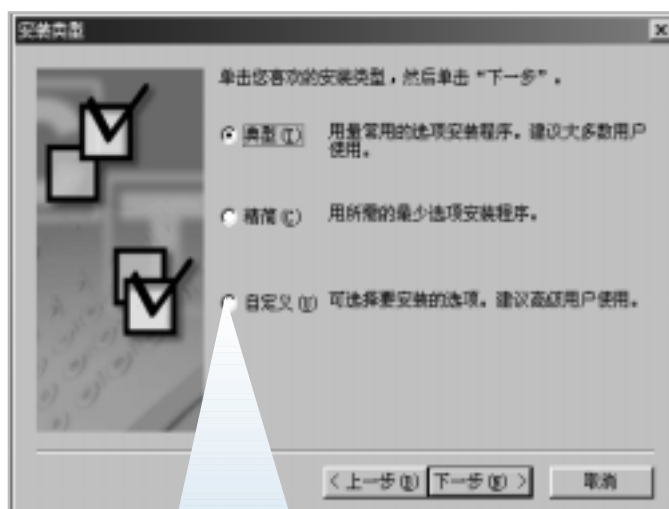 安装类型
单击您喜欢的安装类型，然后单击“下一步”。
典型(T) 用最常用的选项安装程序。建议大多数用户
使用。
精简(C) 用所需的最少选项安装程序。
自定义(U) 可选择要安装的选项。建议高级用户使用。
< 上一步(B) 下一步(N) > 取消